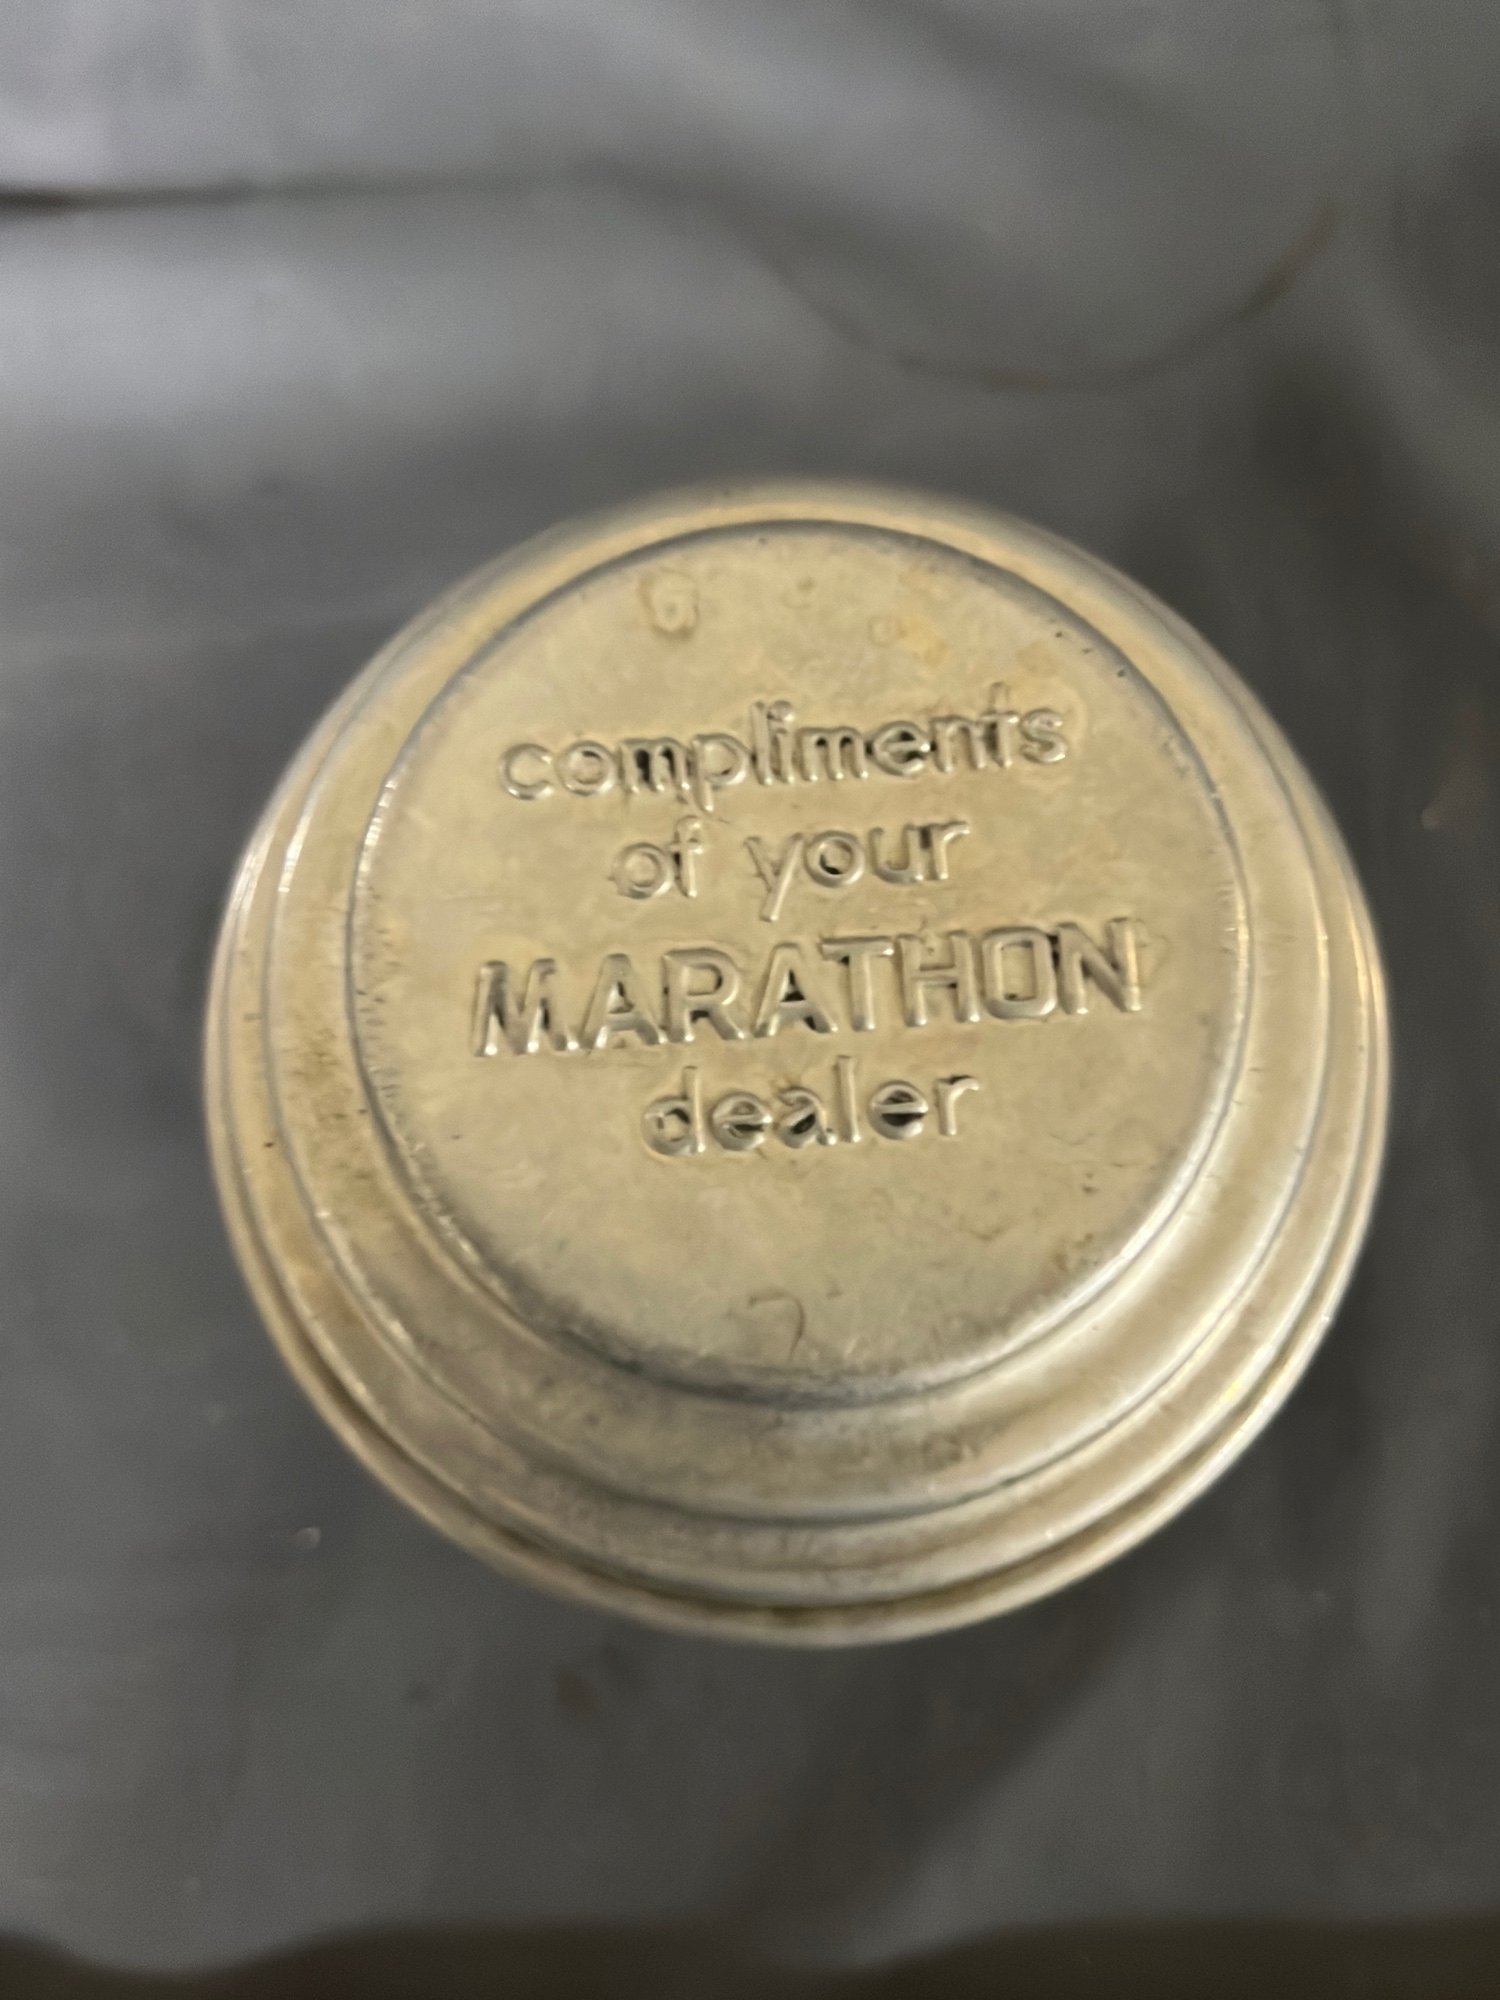 compliments
of your
MARATHON
dealer